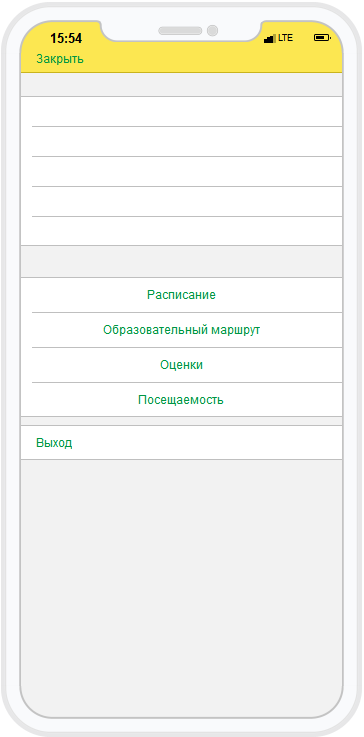 15:54
LTE
Закрыть
Расписание
Образовательный маршрут
Оценки
Посещаемость
Выход